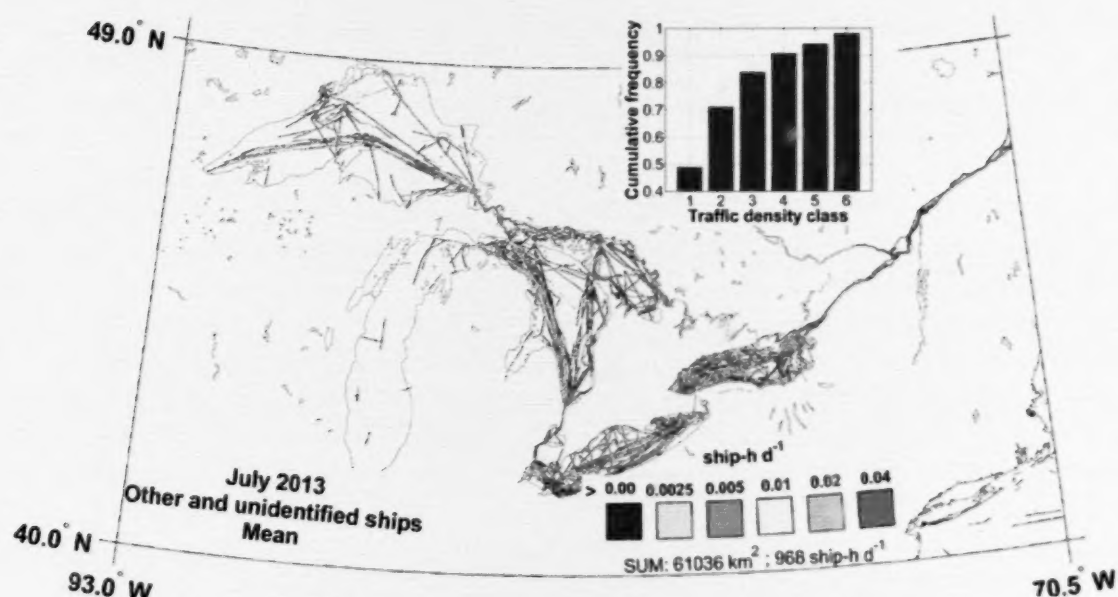 49.0° N
Cumulative frequency
1
0.9
0.8
0.7
0.6
0.5
0.4
1 2 3 4 5 6
Traffic density class
July 2013
Other and unidentified ships
Mean
ship-h d⁻¹
> 0.00 0.0025 0.005 0.01 0.02 0.04
SUM: 61036 km² ; 968 ship-h d⁻¹
40.0° N
93.0° W
70.5° W